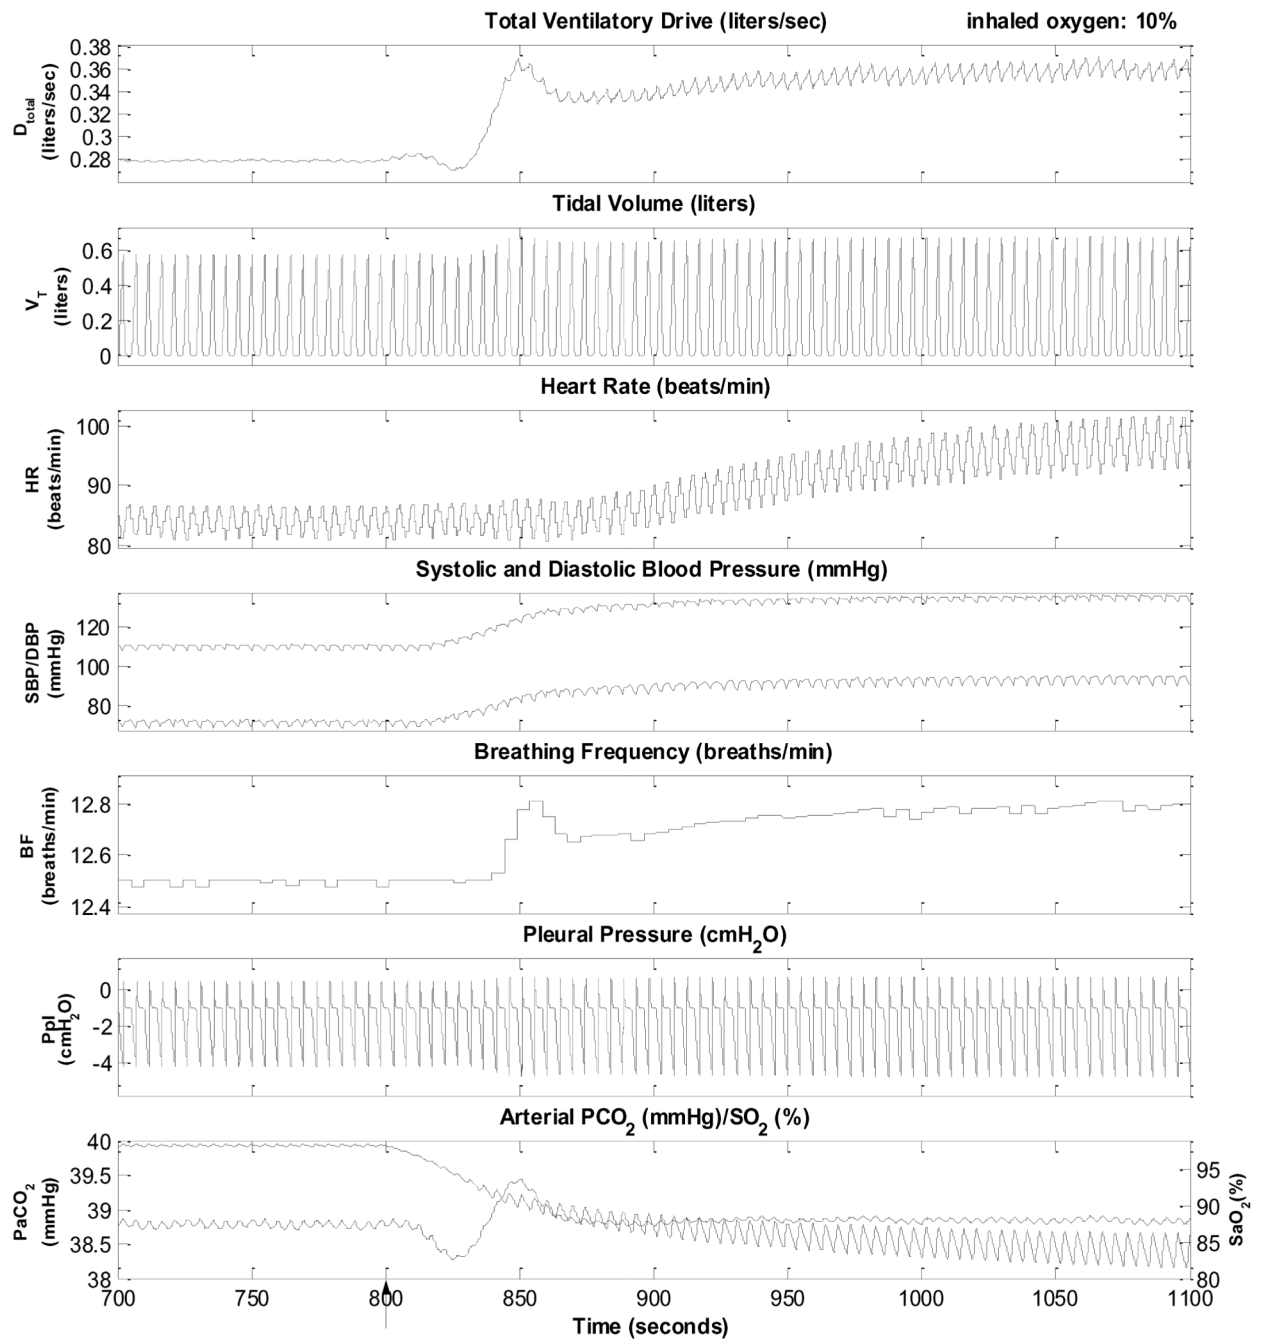 Total Ventilatory Drive (liters/sec) inhaled oxygen: 10%
D_total (liters/sec)
0.38
0.36
0.34
0.32
0.3
0.28
Tidal Volume (liters)
V_T (liters)
0.6
0.4
0.2
0
Heart Rate (beats/min)
HR (beats/min)
100
90
80
Systolic and Diastolic Blood Pressure (mmHg)
SBP/DBP (mmHg)
120
100
80
Breathing Frequency (breaths/min)
BF (breaths/min)
12.8
12.6
12.4
Pleural Pressure (cmH2O)
Ppl (cmH2O)
0
-2
-4
Arterial PCO2 (mmHg)/SO2 (%)
PaCO2 (mmHg)
40
39.5
39
38.5
38
95
90
85
80
SaO2(%)
700 750 800 850 900 950 1000 1050 1100
Time (seconds)